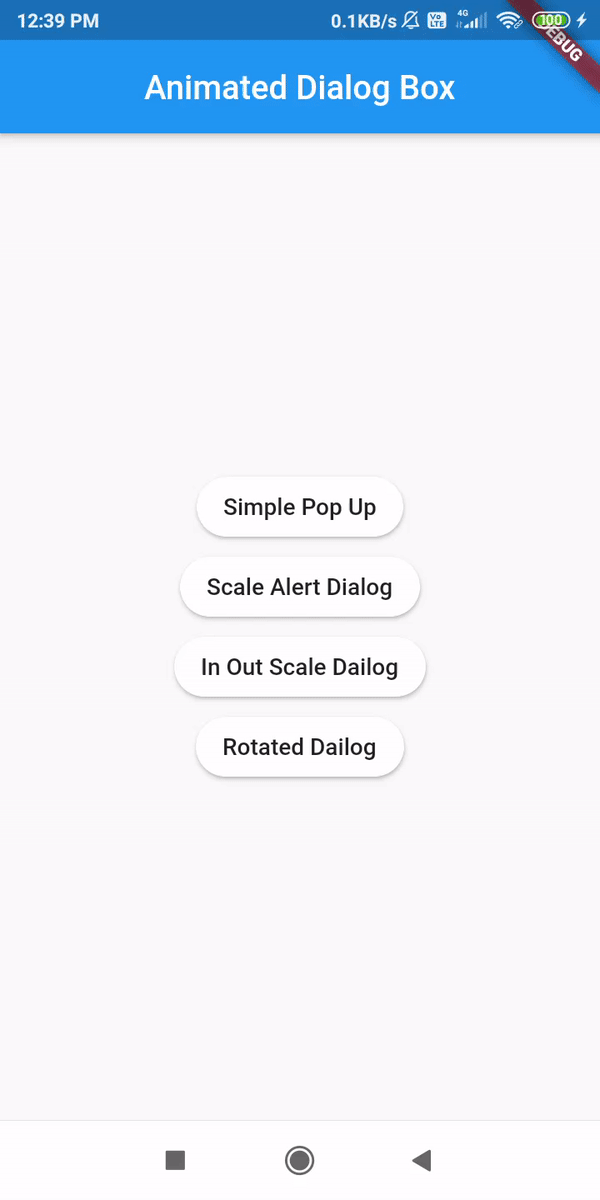 12:39 PM
0.1KB/s
Vo LTE
4G
100
DEBUG
Animated Dialog Box
Simple Pop Up
Scale Alert Dialog
In Out Scale Dailog
Rotated Dailog